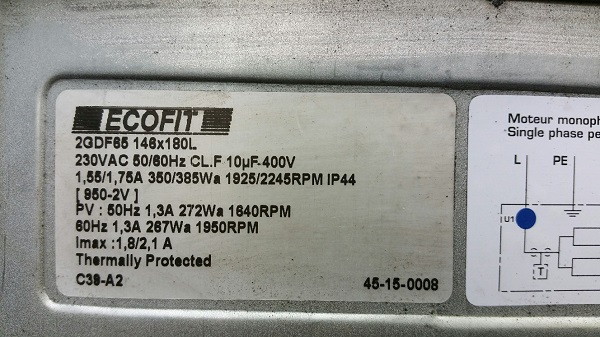 ECOFIT
2GDF65 146x180L
230VAC 50/60Hz CL.F 10µF-400V
1,55/1,75A 350/385Wa 1925/2245RPM IP44
[ 950-2V ]
PV : 50Hz 1,3A 272Wa 1640RPM
60Hz 1,3A 267Wa 1950RPM
Imax :1,8/2,1 A
Thermally Protected
C39-A2 45-15-0008
Moteur monoph
Single phase pe
L PE
U1
T